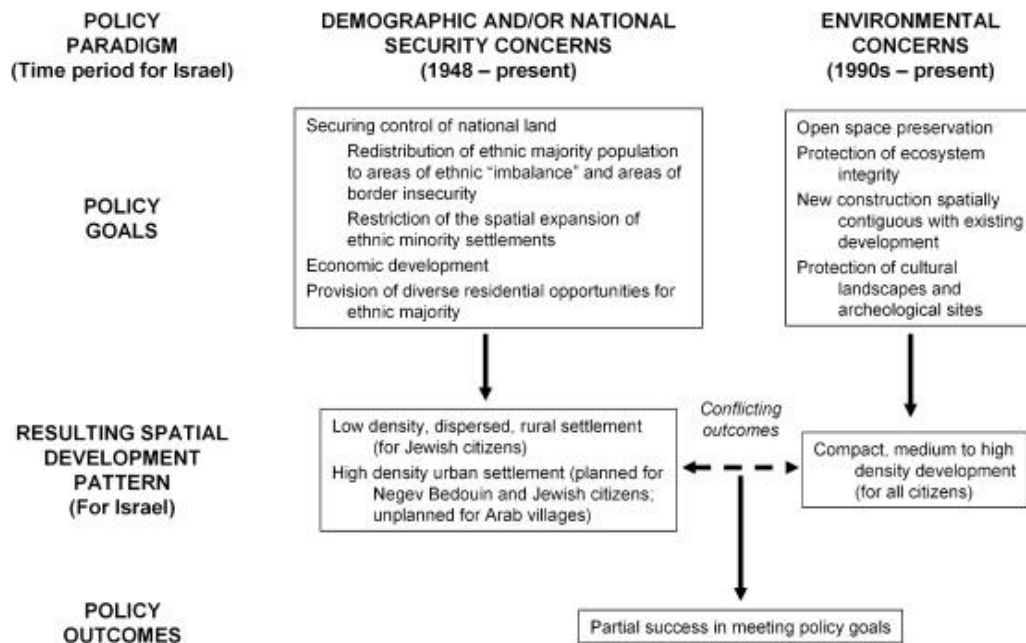 POLICY
PARADIGM
(Time period for Israel)
DEMOGRAPHIC AND/OR NATIONAL
SECURITY CONCERNS
(1948 – present)
ENVIRONMENTAL
CONCERNS
(1990s – present)
POLICY
GOALS
Securing control of national land
Redistribution of ethnic majority population
to areas of ethnic “imbalance” and areas of
border insecurity
Restriction of the spatial expansion of
ethnic minority settlements
Economic development
Provision of diverse residential opportunities for
ethnic majority
Open space preservation
Protection of ecosystem
integrity
New construction spatially
contiguous with existing
development
Protection of cultural
landscapes and
archeological sites
RESULTING SPATIAL
DEVELOPMENT
PATTERN
(For Israel)
Low density, dispersed, rural settlement
(for Jewish citizens)
High density urban settlement (planned for
Negev Bedouin and Jewish citizens;
unplanned for Arab villages)
Conflicting
outcomes
Compact, medium to high
density development
(for all citizens)
POLICY
OUTCOMES
Partial success in meeting policy goals